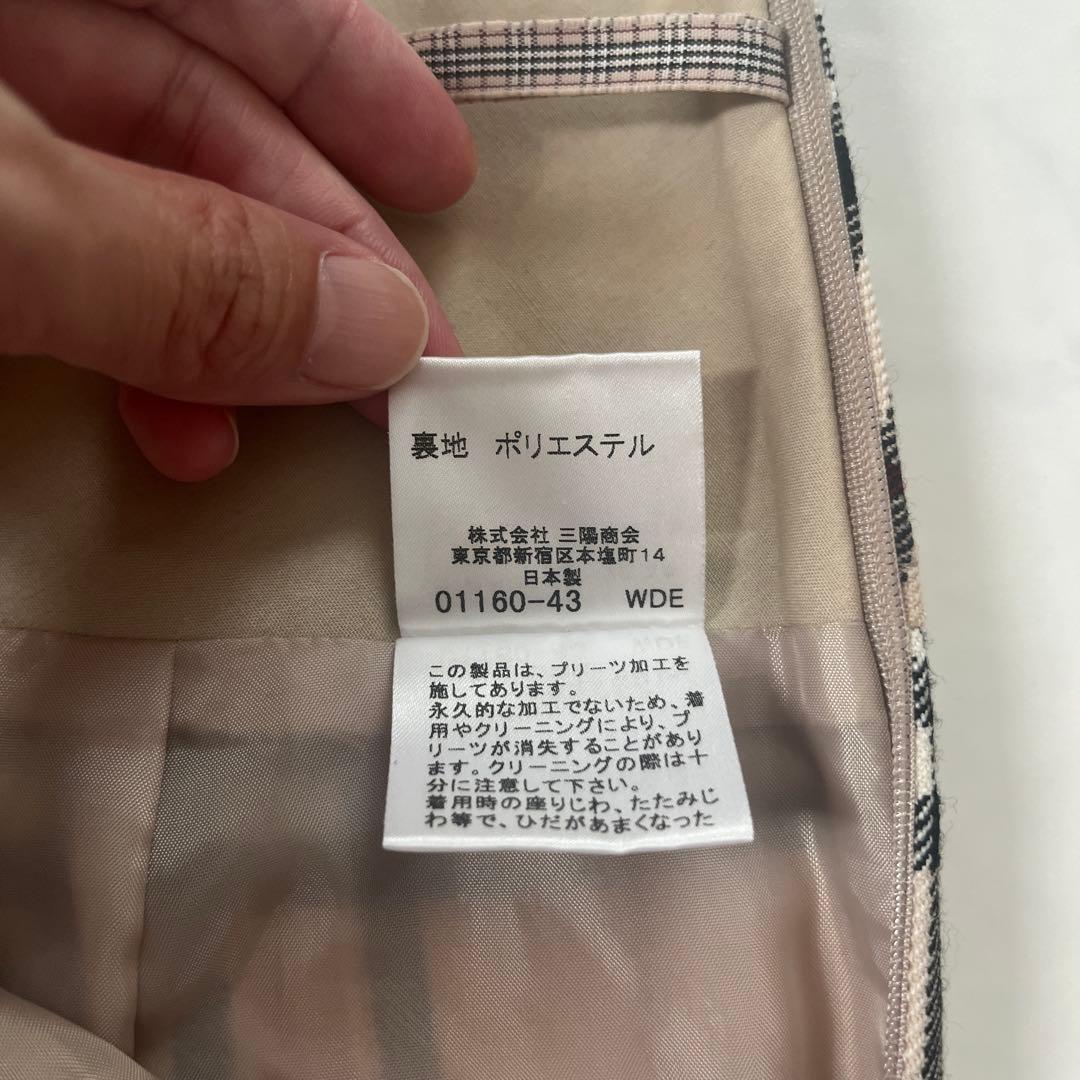 裏地 ポリエステル
株式会社 三陽商会
東京都新宿区本塩町14
日本製
01160-43 WDE
この製品は、プリーツ加工を
施してあります。
永久的な加工でないため、着
用やクリーニングにより、プ
リーツが消失することがあり
ます。クリーニングの際は十
分に注意して下さい。
着用時の座りじわ、たたみじ
わ等で、ひだがあまくなった